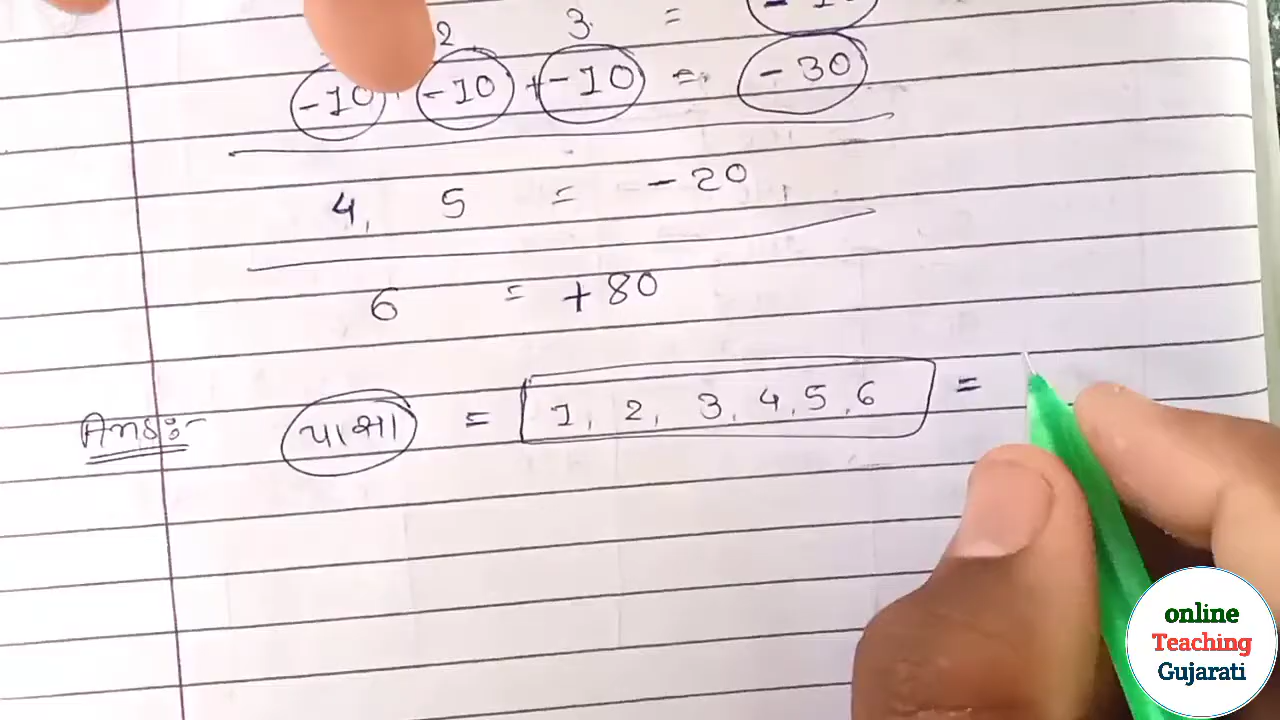 2 3 =
-10 + -10 + -10 = -30
4, 5 = -20
6 = +80
Ans:- પાસા = 1, 2, 3, 4, 5, 6 =
online
Teaching
Gujarati